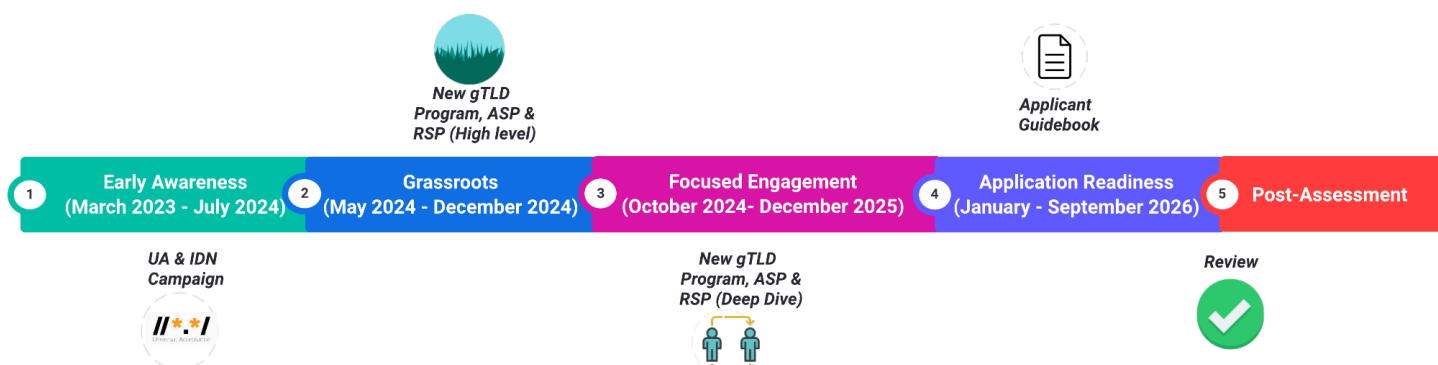 New gTLD
Program, ASP &
RSP (High level)
Applicant
Guidebook
1
Early Awareness
(March 2023 - July 2024)
2
Grassroots
(May 2024 - December 2024)
3
Focused Engagement
(October 2024- December 2025)
4
Application Readiness
(January - September 2026)
5
Post-Assessment
UA & IDN
Campaign
//*.*/
Universal Acceptance
New gTLD
Program, ASP &
RSP (Deep Dive)
Review